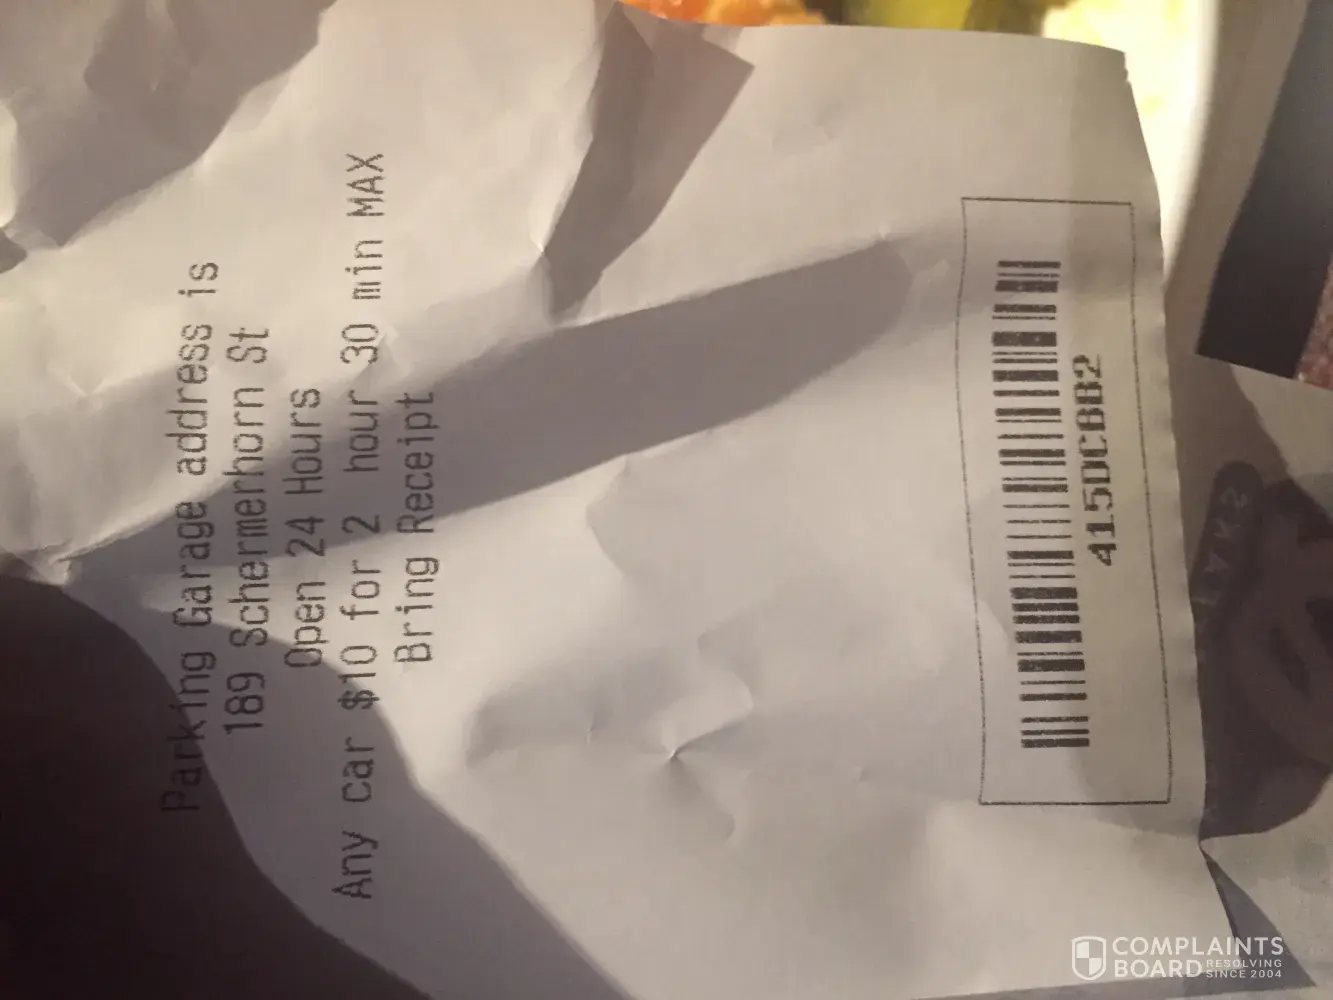 Parking Garage address is
189 Schermerhorn St
Open 24 Hours
Any car $10 for 2 hour 30 min MAX
Bring Receipt
415DCBB2
COMPLAINTS
BOARD RESOLVING
SINCE 2004